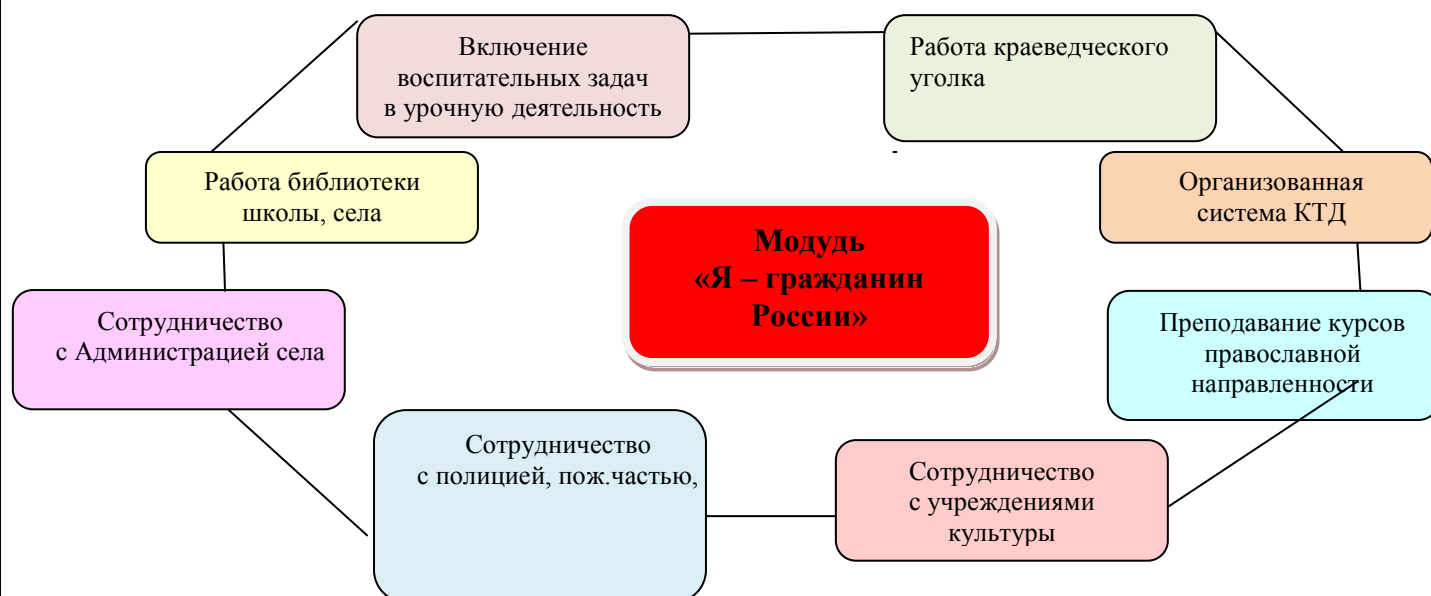 Включение
воспитательных задач
в урочную деятельность
Работа краеведческого
уголка
-
Работа библиотеки
школы, села
Организованная
система КТД
Модудь
«Я – гражданин
России»
Сотрудничество
с Администрацией села
Преподавание курсов
православной
направленности
Сотрудничество
с полицией, пож.частью,
Сотрудничество
с учреждениями
культуры